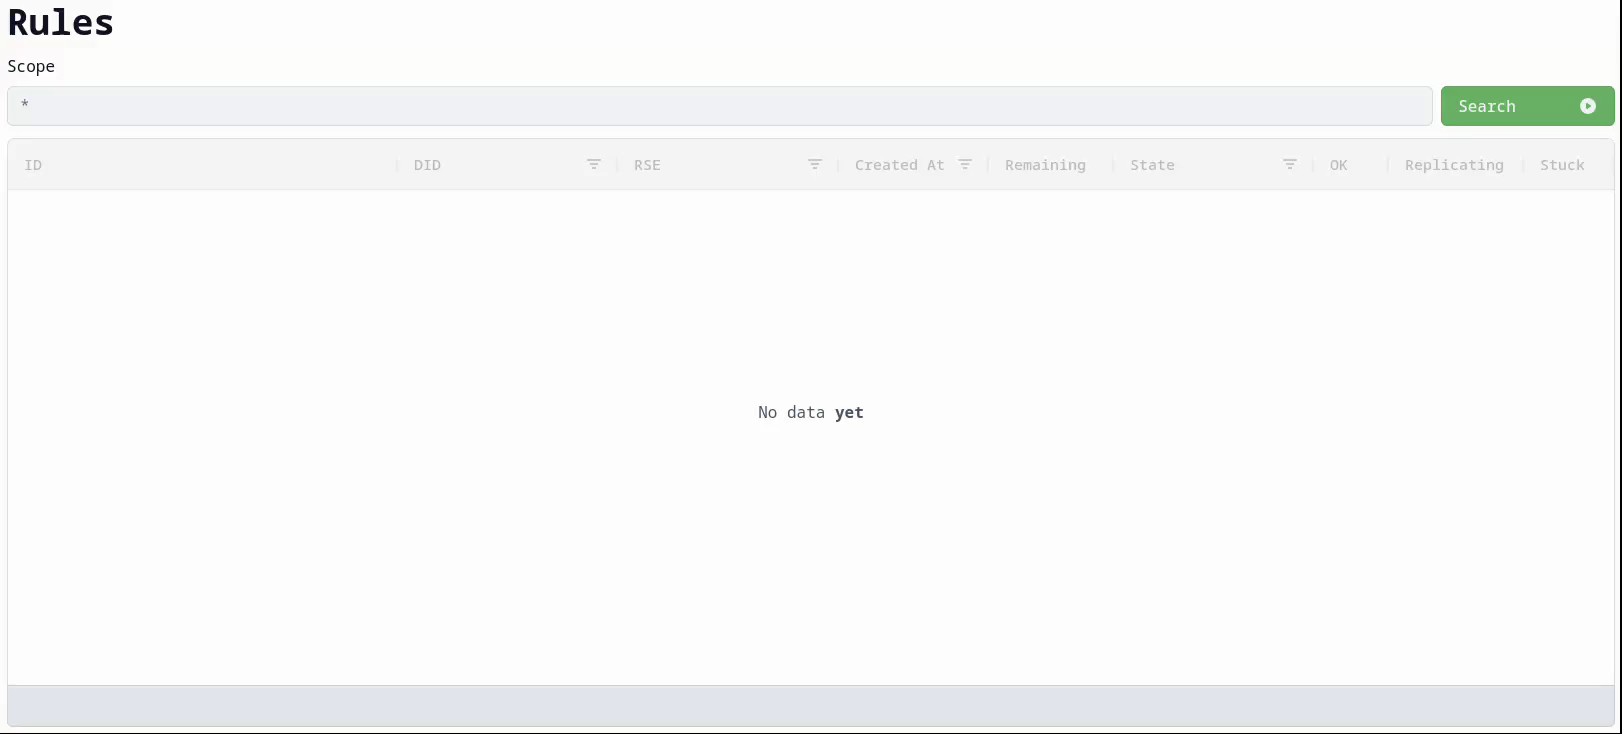 Rules
Scope
*
Search
ID DID RSE Created At Remaining State OK Replicating Stuck
No data yet